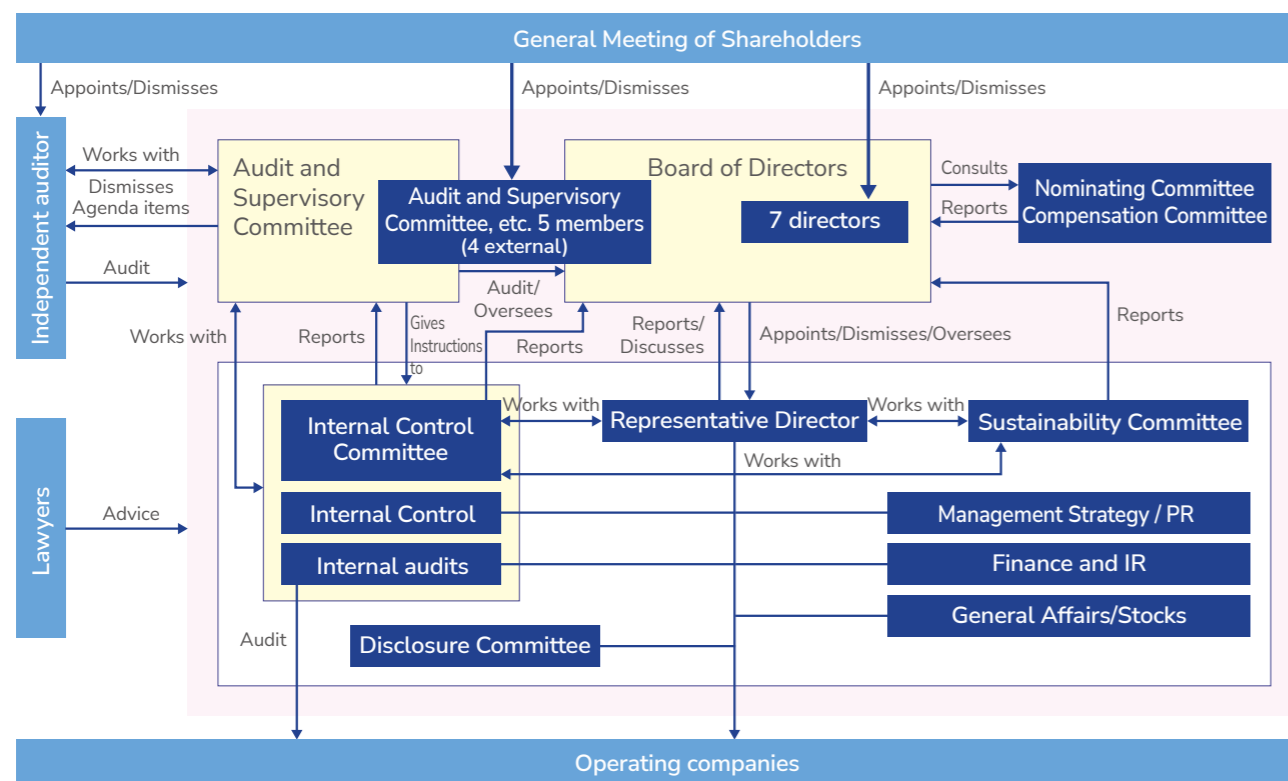 General Meeting of Shareholders
Appoints/Dismisses
Appoints/Dismisses
Appoints/Dismisses
Independent auditor
Works with
Dismisses
Agenda items
Audit
Audit and
Supervisory
Committee
Audit and Supervisory
Committee, etc. 5 members
(4 external)
Board of Directors
7 directors
Consults
Reports
Nominating Committee
Compensation Committee
Audit/
Oversees
Works with
Reports
Gives
Instructions
to
Reports
Reports/
Discusses
Appoints/Dismisses/Oversees
Reports
Internal Control
Committee
Works with
Representative Director
Works with
Sustainability Committee
Works with
Lawyers
Advice
Internal Control
Management Strategy / PR
Internal audits
Finance and IR
General Affairs/Stocks
Audit
Disclosure Committee
Operating companies